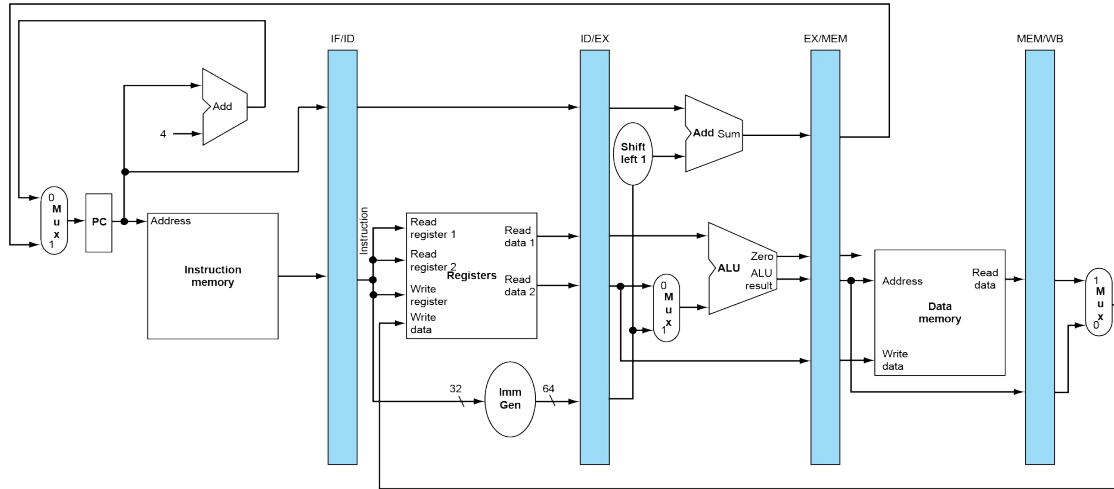 IF/ID
ID/EX
EX/MEM
MEM/WB
Add
4
Add Sum
Shift
left 1
0
M
u
x
1
PC
Address
Instruction
memory
Instruction
Read
register 1
Read
register 2
Write
register
Write
data
Registers
Read
data 1
Read
data 2
0
M
u
x
1
Zero
ALU
ALU
result
Address
Read
data
Data
memory
Write
data
1
M
u
x
0
32
Imm
Gen
64